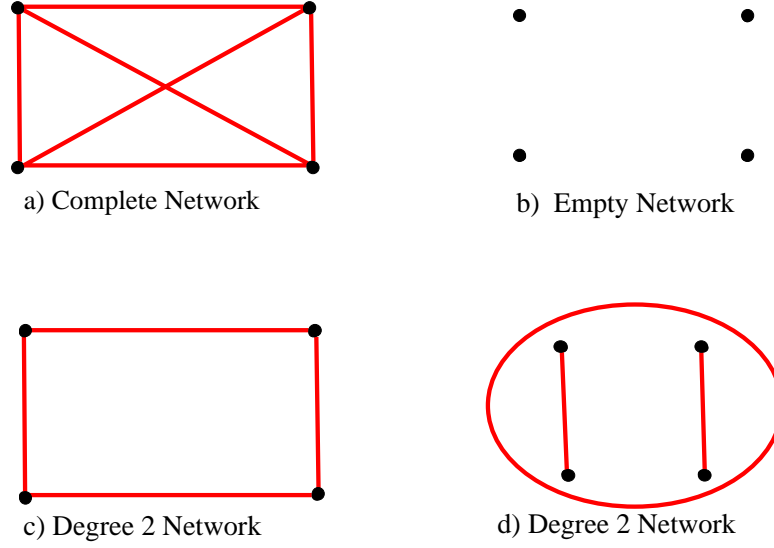 a) Complete Network
b) Empty Network
c) Degree 2 Network
d) Degree 2 Network